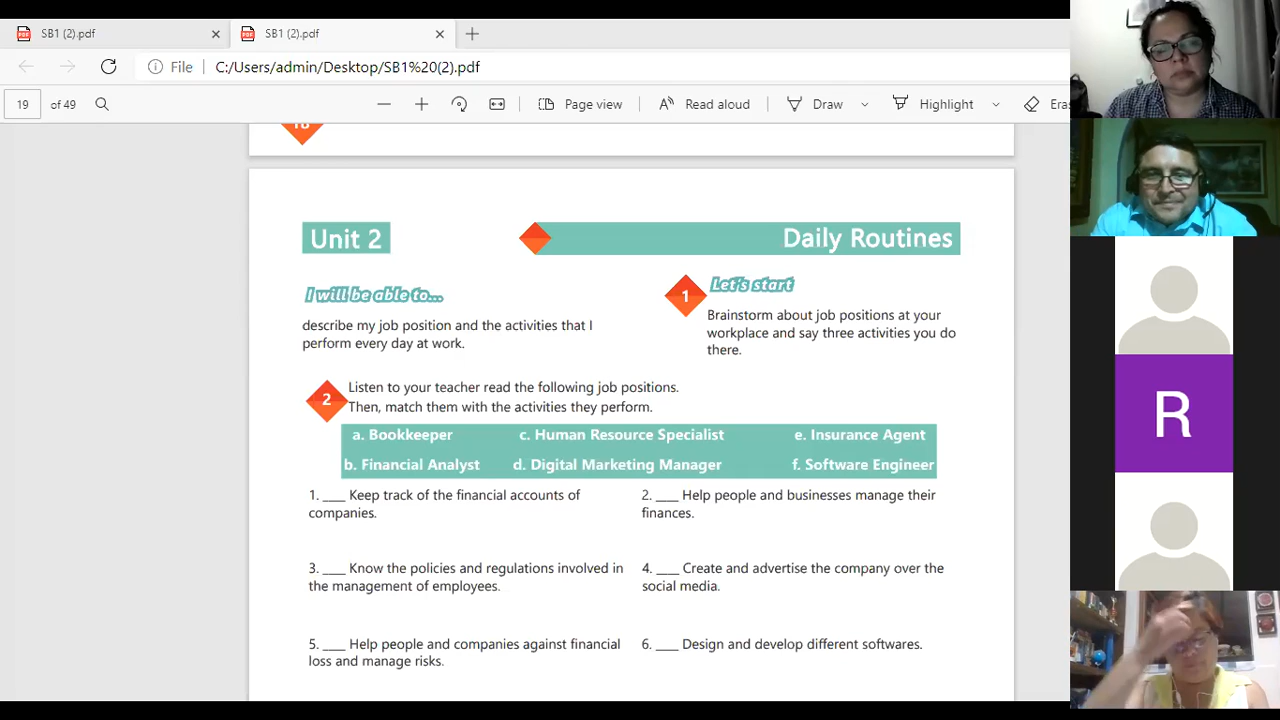 SB1 (2).pdf
SB1 (2).pdf
File
C:/Users/admin/Desktop/SB1%20(2).pdf
19 of 49
Page view
Read aloud
Draw
Highlight
Eras
18
Unit 2
Daily Routines
I will be able to...
describe my job position and the activities that I
perform every day at work.
1
Let's start
Brainstorm about job positions at your
workplace and say three activities you do
there.
2
Listen to your teacher read the following job positions.
Then, match them with the activities they perform.
a. Bookkeeper
c. Human Resource Specialist
e. Insurance Agent
b. Financial Analyst
d. Digital Marketing Manager
f. Software Engineer
1. ___ Keep track of the financial accounts of
companies.
2. ___ Help people and businesses manage their
finances.
3. ___ Know the policies and regulations involved in
the management of employees.
4. ___ Create and advertise the company over the
social media.
5. ___ Help people and companies against financial
loss and manage risks.
6. ___ Design and develop different softwares.
R